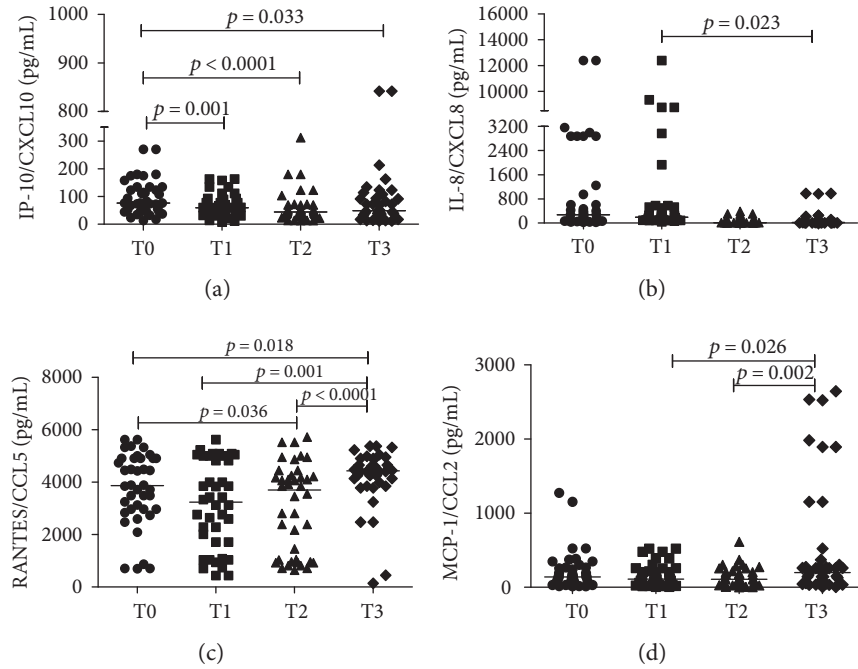 p = 0.033
p < 0.0001
p = 0.001
IP-10/CXCL10 (pg/mL)
1000
900
800
300
200
100
0
T0 T1 T2 T3
(a)
p = 0.023
IL-8/CXCL8 (pg/mL)
16000
14000
12000
10000
3200
2400
1600
800
0
T0 T1 T2 T3
(b)
p = 0.018
p = 0.001
p < 0.0001
p = 0.036
RANTES/CCL5 (pg/mL)
8000
6000
4000
2000
0
T0 T1 T2 T3
(c)
p = 0.026
p = 0.002
MCP-1/CCL2 (pg/mL)
3000
2000
1000
0
T0 T1 T2 T3
(d)